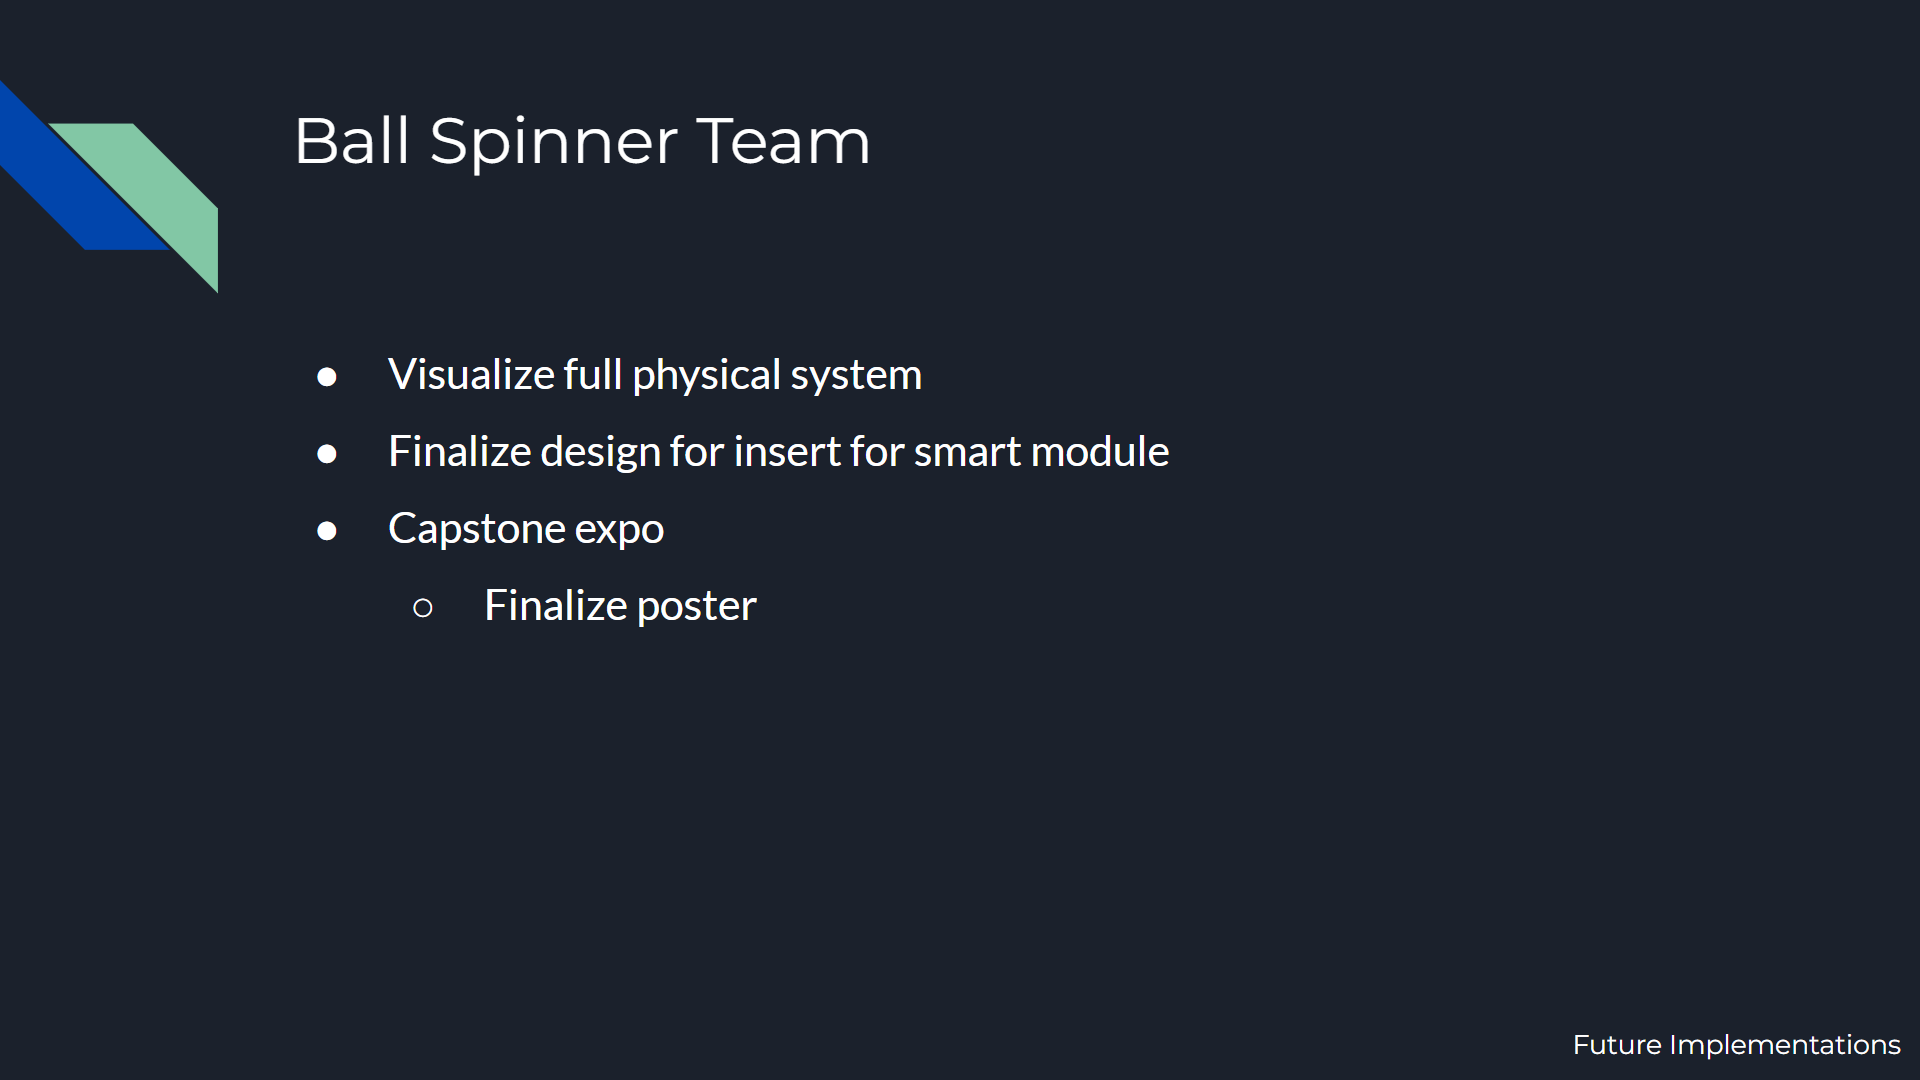 Ball Spinner Team
● Visualize full physical system
● Finalize design for insert for smart module
● Capstone expo
○ Finalize poster
Future Implementations